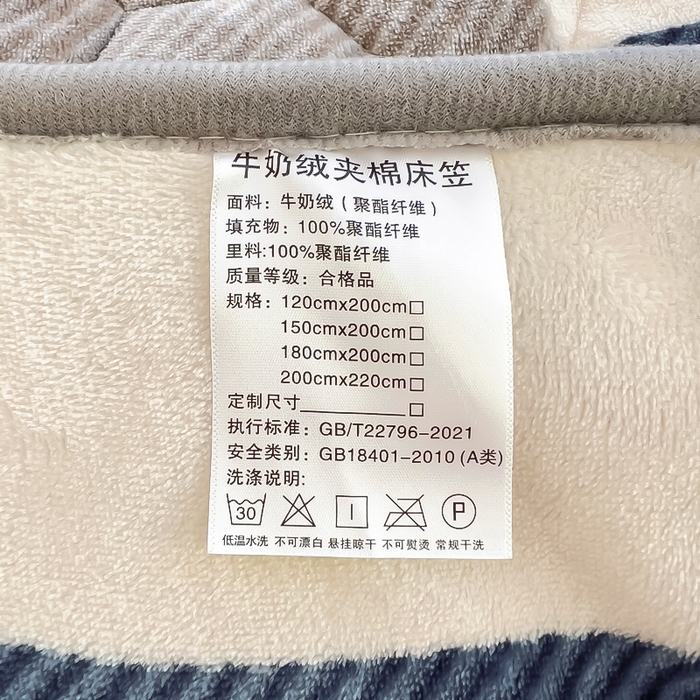 牛奶绒夹棉床笠
面料：牛奶绒（聚酯纤维）
填充物：100%聚酯纤维
里料:100%聚酯纤维
质量等级：合格品
规格：120cmx200cm□
150cmx200cm□
180cmx200cm□
200cmx220cm□
定制尺寸________□
执行标准：GB/T22796-2021
安全类别：GB18401-2010(A类)
洗涤说明:
30 P
低温水洗 不可漂白 悬挂晾干 不可熨烫 常规干洗